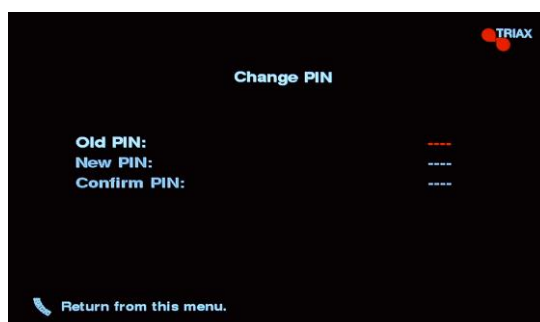 TRIAX
Change PIN
Old PIN: ----
New PIN: ----
Confirm PIN: ----
Return from this menu.